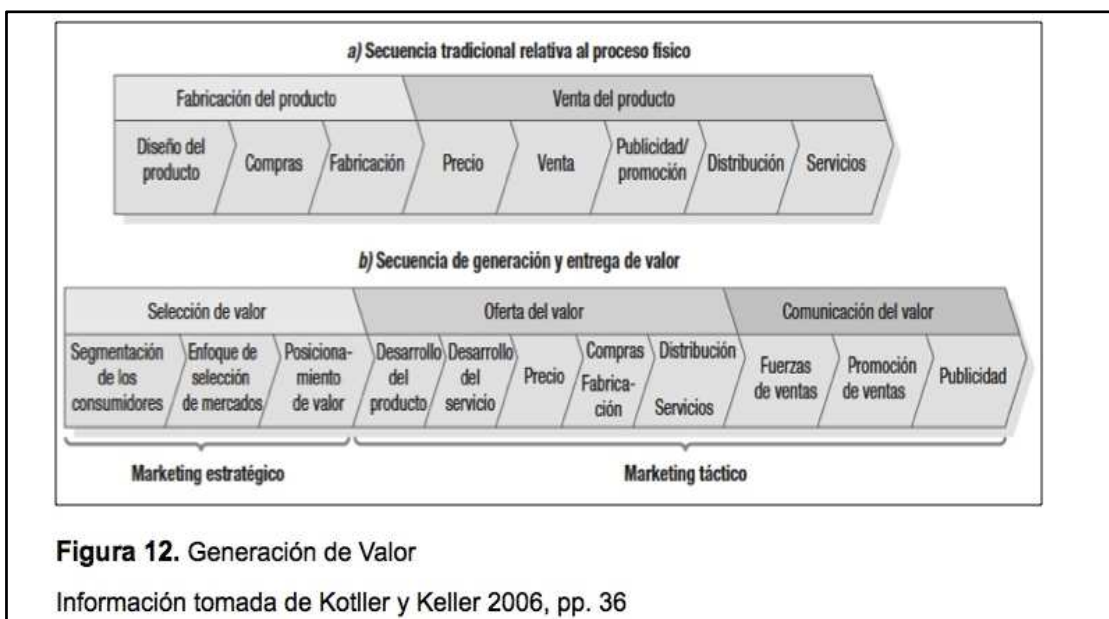 a) Secuencia tradicional relativa al proceso físico
Fabricación del producto
Venta del producto
Diseño del
producto
Compras
Fabricación
Precio
Venta
Publicidad/
promoción
Distribución
Servicios
b) Secuencia de generación y entrega de valor
Selección de valor
Oferta del valor
Comunicación del valor
Segmentación
de los
consumidores
Enfoque de
selección
de mercados
Posiciona-
miento
de valor
Desarrollo
del
producto
Desarrollo
del
servicio
Precio
Compras
Fabrica-
ción
Distribución
Servicios
Fuerzas
de ventas
Promoción
de ventas
Publicidad
Marketing estratégico
Marketing táctico
Figura 12. Generación de Valor
Información tomada de Kotller y Keller 2006, pp. 36